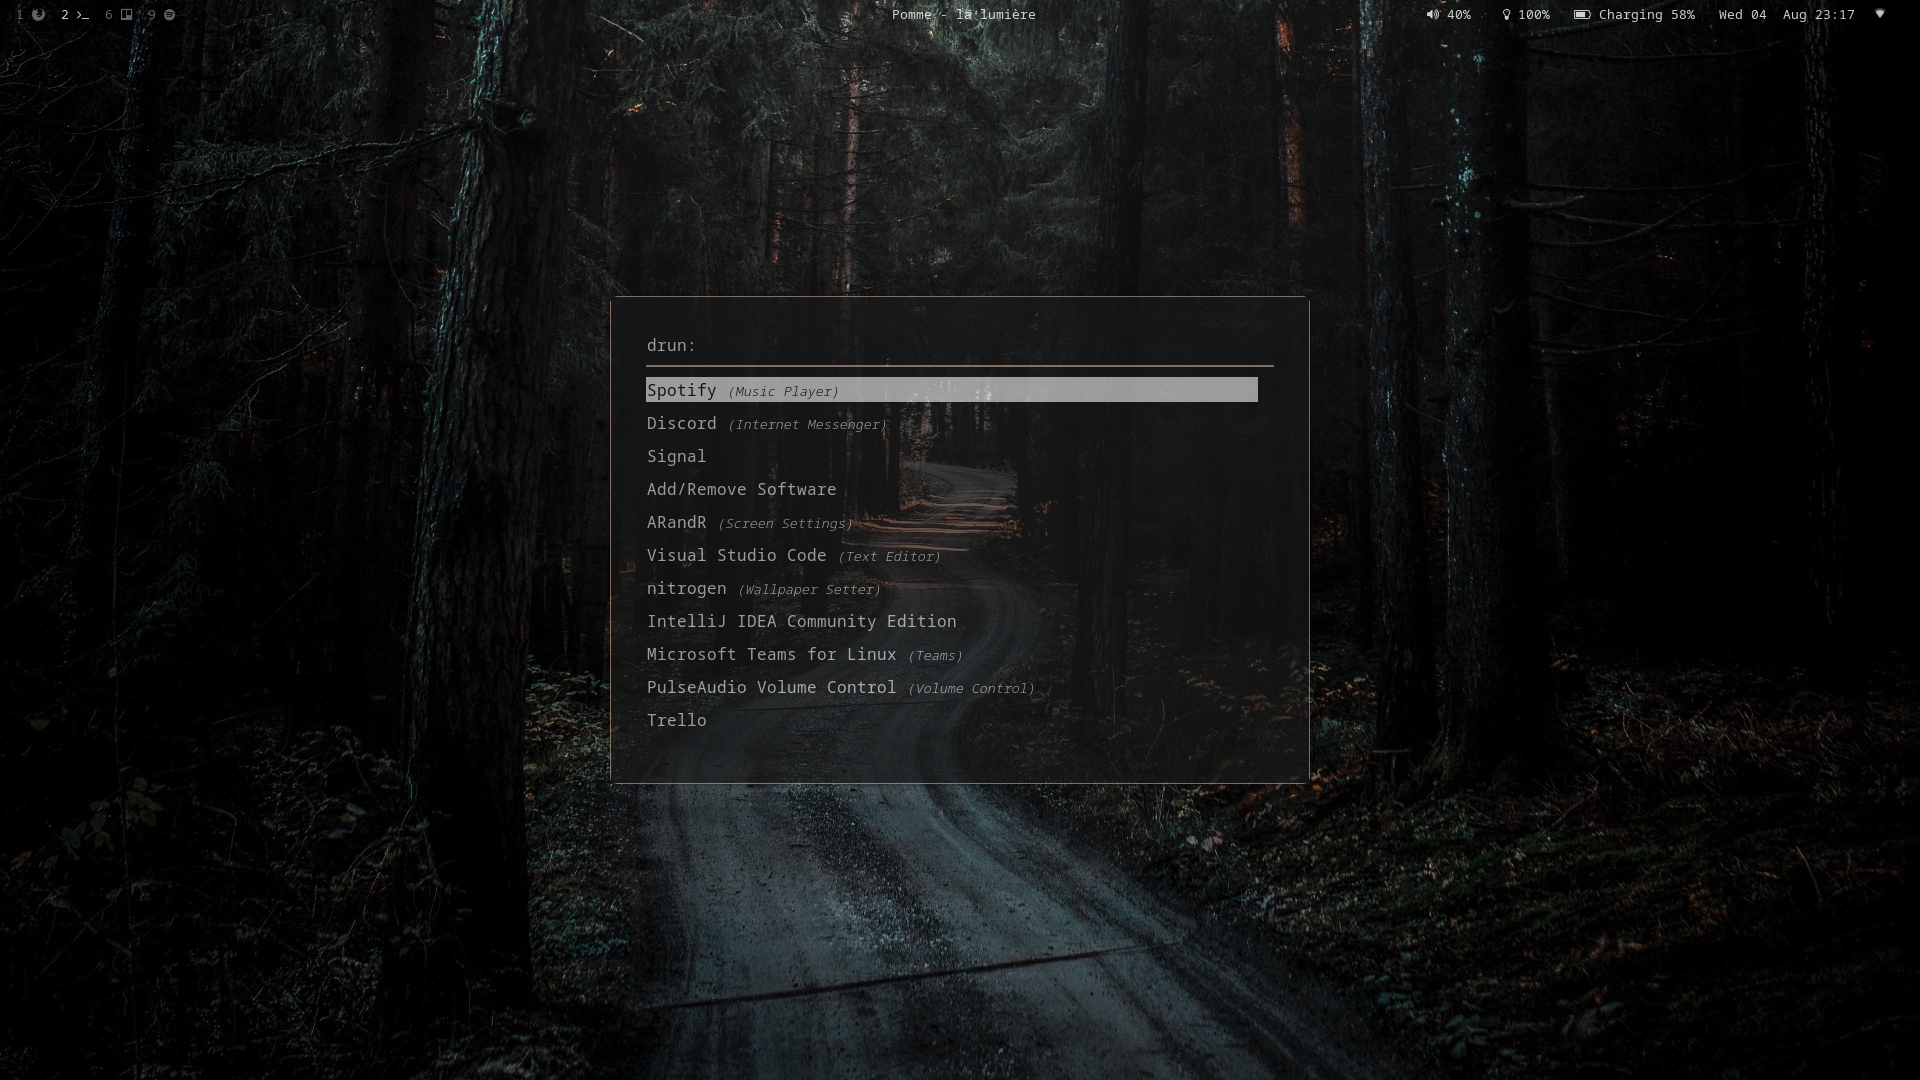 1 2 6 9 Pomme - la lumière 40% 100% Charging 58% Wed 04 Aug 23:17
drun:
Spotify (Music Player)
Discord (Internet Messenger)
Signal
Add/Remove Software
ARandR (Screen Settings)
Visual Studio Code (Text Editor)
nitrogen (Wallpaper Setter)
IntelliJ IDEA Community Edition
Microsoft Teams for Linux (Teams)
PulseAudio Volume Control (Volume Control)
Trello